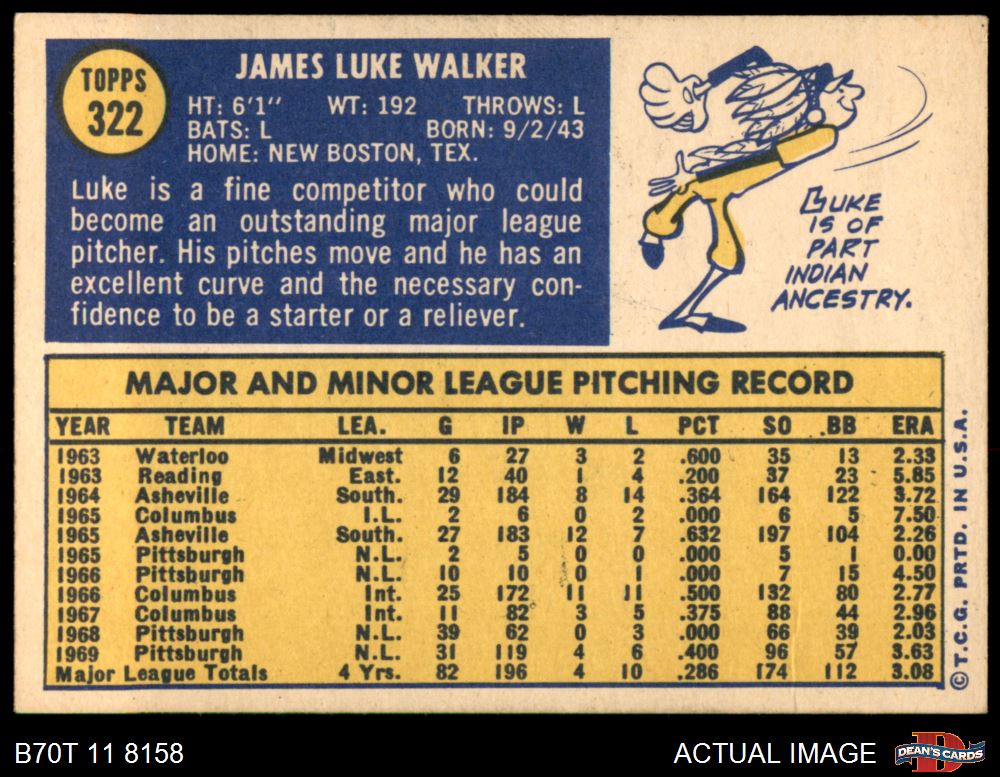 TOPPS
322
JAMES LUKE WALKER
HT: 6'1" WT: 192 THROWS: L
BATS: L BORN: 9/2/43
HOME: NEW BOSTON, TEX.
Luke is a fine competitor who could
become an outstanding major league
pitcher. His pitches move and he has an
excellent curve and the necessary con-
fidence to be a starter or a reliever.
LUKE
IS OF
PART
INDIAN
ANCESTRY.
MAJOR AND MINOR LEAGUE PITCHING RECORD
YEAR TEAM LEA. G IP W L PCT SO BB ERA
1963 Waterloo Midwest 6 27 3 2 .600 35 13 2.33
1963 Reading East. 12 40 1 4 .200 37 23 5.85
1964 Asheville South. 29 184 8 14 .364 164 122 3.72
1965 Columbus I.L. 2 6 0 2 .000 6 5 7.50
1965 Asheville South. 27 183 12 7 .632 197 104 2.26
1965 Pittsburgh N.L. 2 5 0 0 .000 5 1 0.00
1966 Pittsburgh N.L. 10 10 0 1 .000 7 15 4.50
1966 Columbus Int. 25 172 11 11 .500 132 80 2.77
1967 Columbus Int. 11 82 3 5 .375 88 44 2.96
1968 Pittsburgh N.L. 39 62 0 3 .000 66 39 2.03
1969 Pittsburgh N.L. 31 119 4 6 .400 96 57 3.63
Major League Totals 4 Yrs. 82 196 4 10 .286 174 112 3.08
©T.C.G. PRTD. IN U.S.A.
B70T 11 8158
ACTUAL IMAGE
D
DEAN'S CARDS